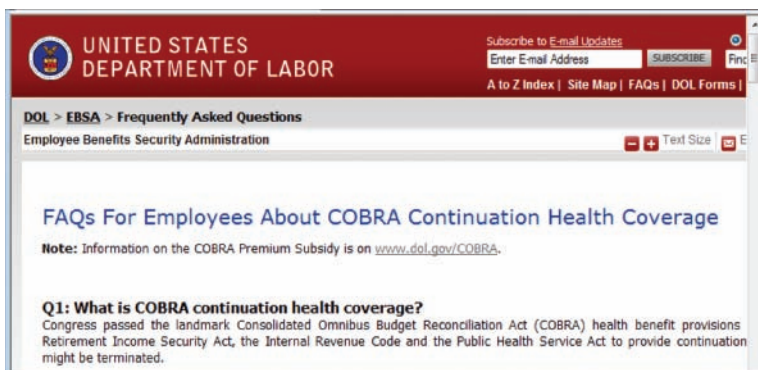 UNITED STATES
DEPARTMENT OF LABOR
Subscribe to E-mail Updates
Enter E-mail Address SUBSCRIBE Find
A to Z Index | Site Map | FAQs | DOL Forms |
DOL > EBSA > Frequently Asked Questions
Employee Benefits Security Administration
Text Size
FAQs For Employees About COBRA Continuation Health Coverage
Note: Information on the COBRA Premium Subsidy is on www.dol.gov/COBRA.
Q1: What is COBRA continuation health coverage?
Congress passed the landmark Consolidated Omnibus Budget Reconciliation Act (COBRA) health benefit provisions
Retirement Income Security Act, the Internal Revenue Code and the Public Health Service Act to provide continuation
might be terminated.